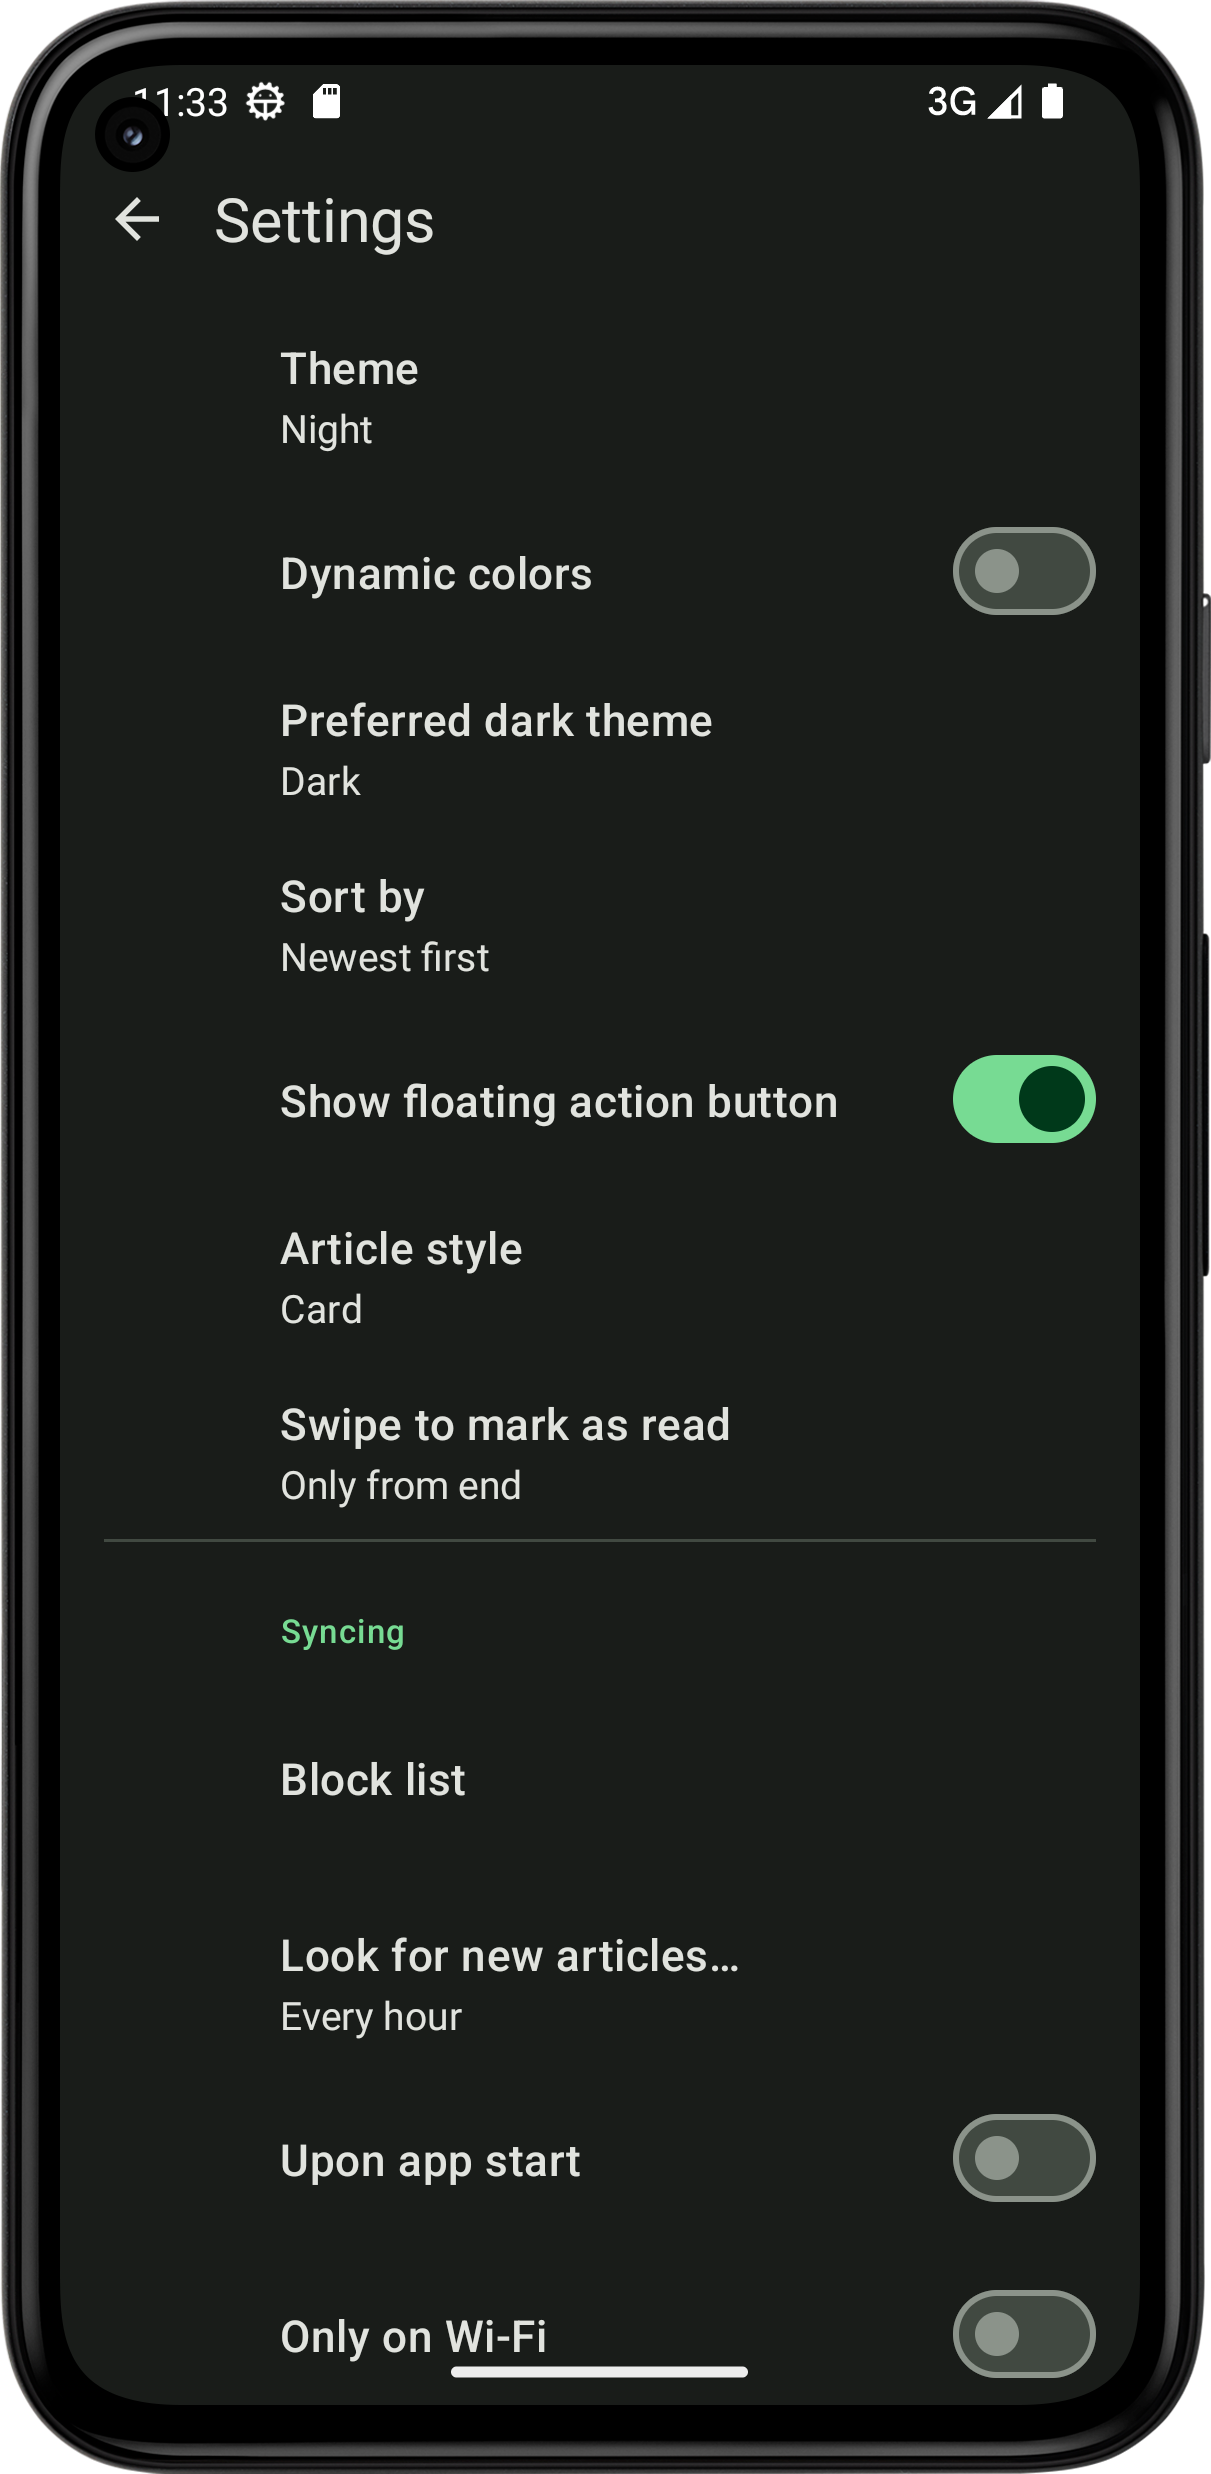 11:33 3G
Settings
Theme
Night
Dynamic colors
Preferred dark theme
Dark
Sort by
Newest first
Show floating action button
Article style
Card
Swipe to mark as read
Only from end
Syncing
Block list
Look for new articles…
Every hour
Upon app start
Only on Wi-Fi